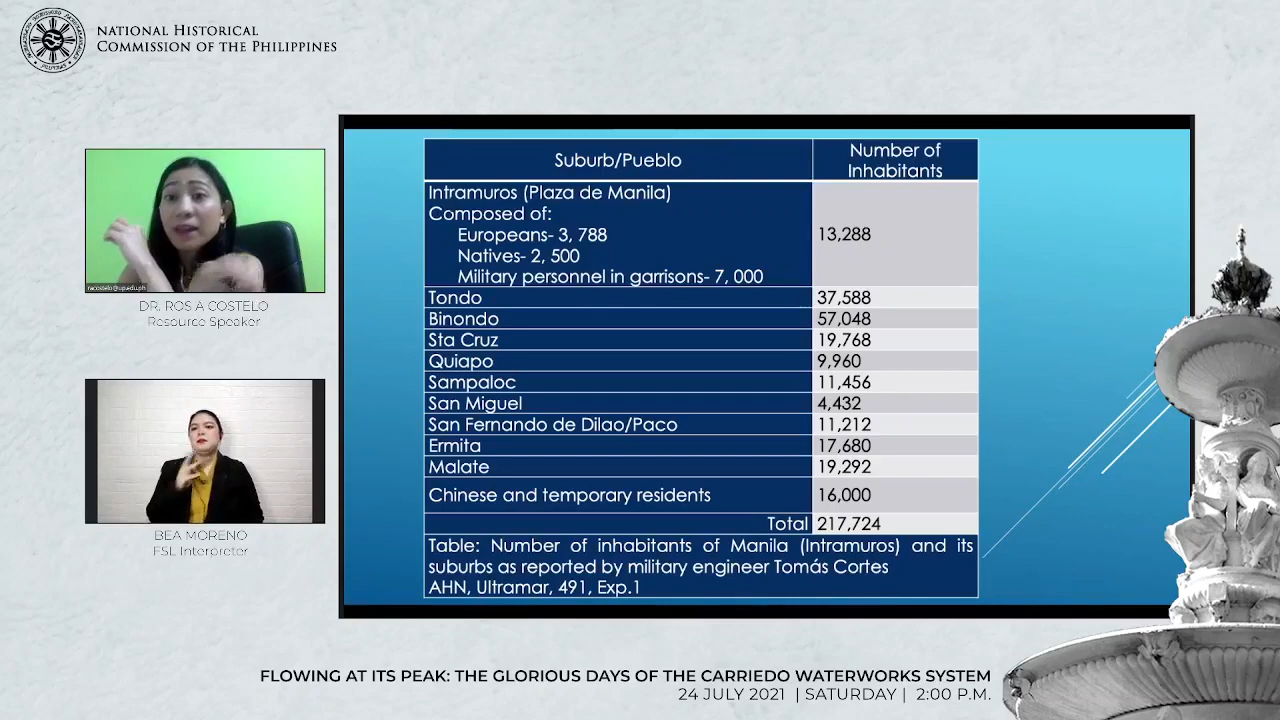 NATIONAL HISTORICAL
COMMISSION OF THE PHILIPPINES
racostelo@up.edu.ph
DR. ROS A COSTELO
Resource Speaker
BEA MORENO
FSL Interpreter
Suburb/Pueblo
Number of
Inhabitants
Intramuros (Plaza de Manila)
Composed of:
Europeans- 3, 788
Natives- 2, 500
Military personnel in garrisons- 7, 000
13,288
Tondo 37,588
Binondo 57,048
Sta Cruz 19,768
Quiapo 9,960
Sampaloc 11,456
San Miguel 4,432
San Fernando de Dilao/Paco 11,212
Ermita 17,680
Malate 19,292
Chinese and temporary residents 16,000
Total 217,724
Table: Number of inhabitants of Manila (Intramuros) and its
suburbs as reported by military engineer Tomás Cortes
AHN, Ultramar, 491, Exp.1
FLOWING AT ITS PEAK: THE GLORIOUS DAYS OF THE CARRIEDO WATERWORKS SYSTEM
24 JULY 2021 | SATURDAY | 2:00 P.M.